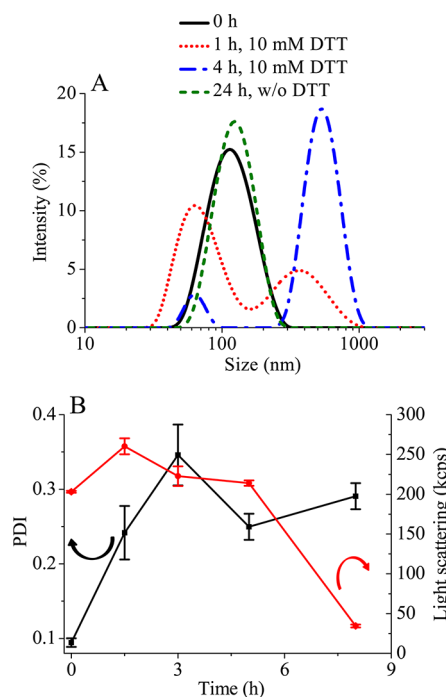 0 h
1 h, 10 mM DTT
4 h, 10 mM DTT
24 h, w/o DTT
A
20
15
10
5
0
Intensity (%)
10
100
1000
Size (nm)
B
0.4
0.3
0.2
0.1
PDI
300
250
200
150
100
50
0
Light scattering (kcps)
0
3
6
9
Time (h)